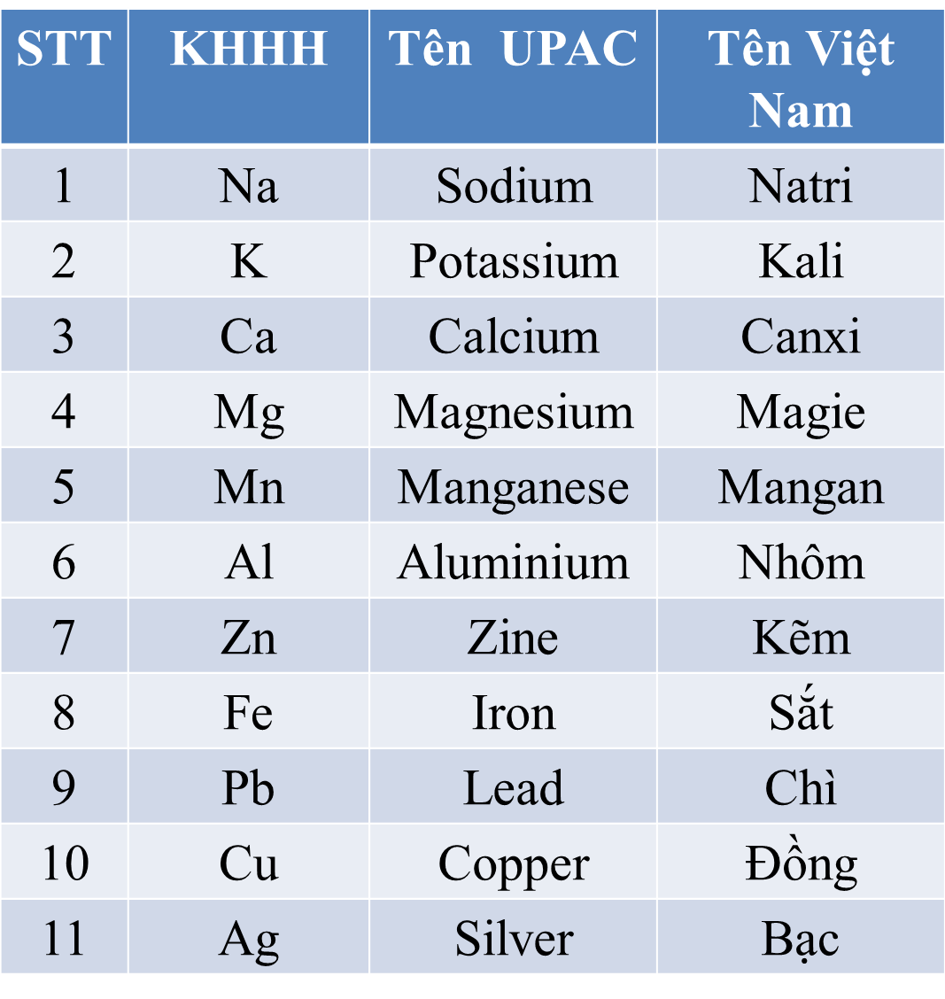 STT KHHH Tên UPAC Tên Việt
Nam
1 Na Sodium Natri
2 K Potassium Kali
3 Ca Calcium Canxi
4 Mg Magnesium Magie
5 Mn Manganese Mangan
6 Al Aluminium Nhôm
7 Zn Zine Kẽm
8 Fe Iron Sắt
9 Pb Lead Chì
10 Cu Copper Đồng
11 Ag Silver Bạc